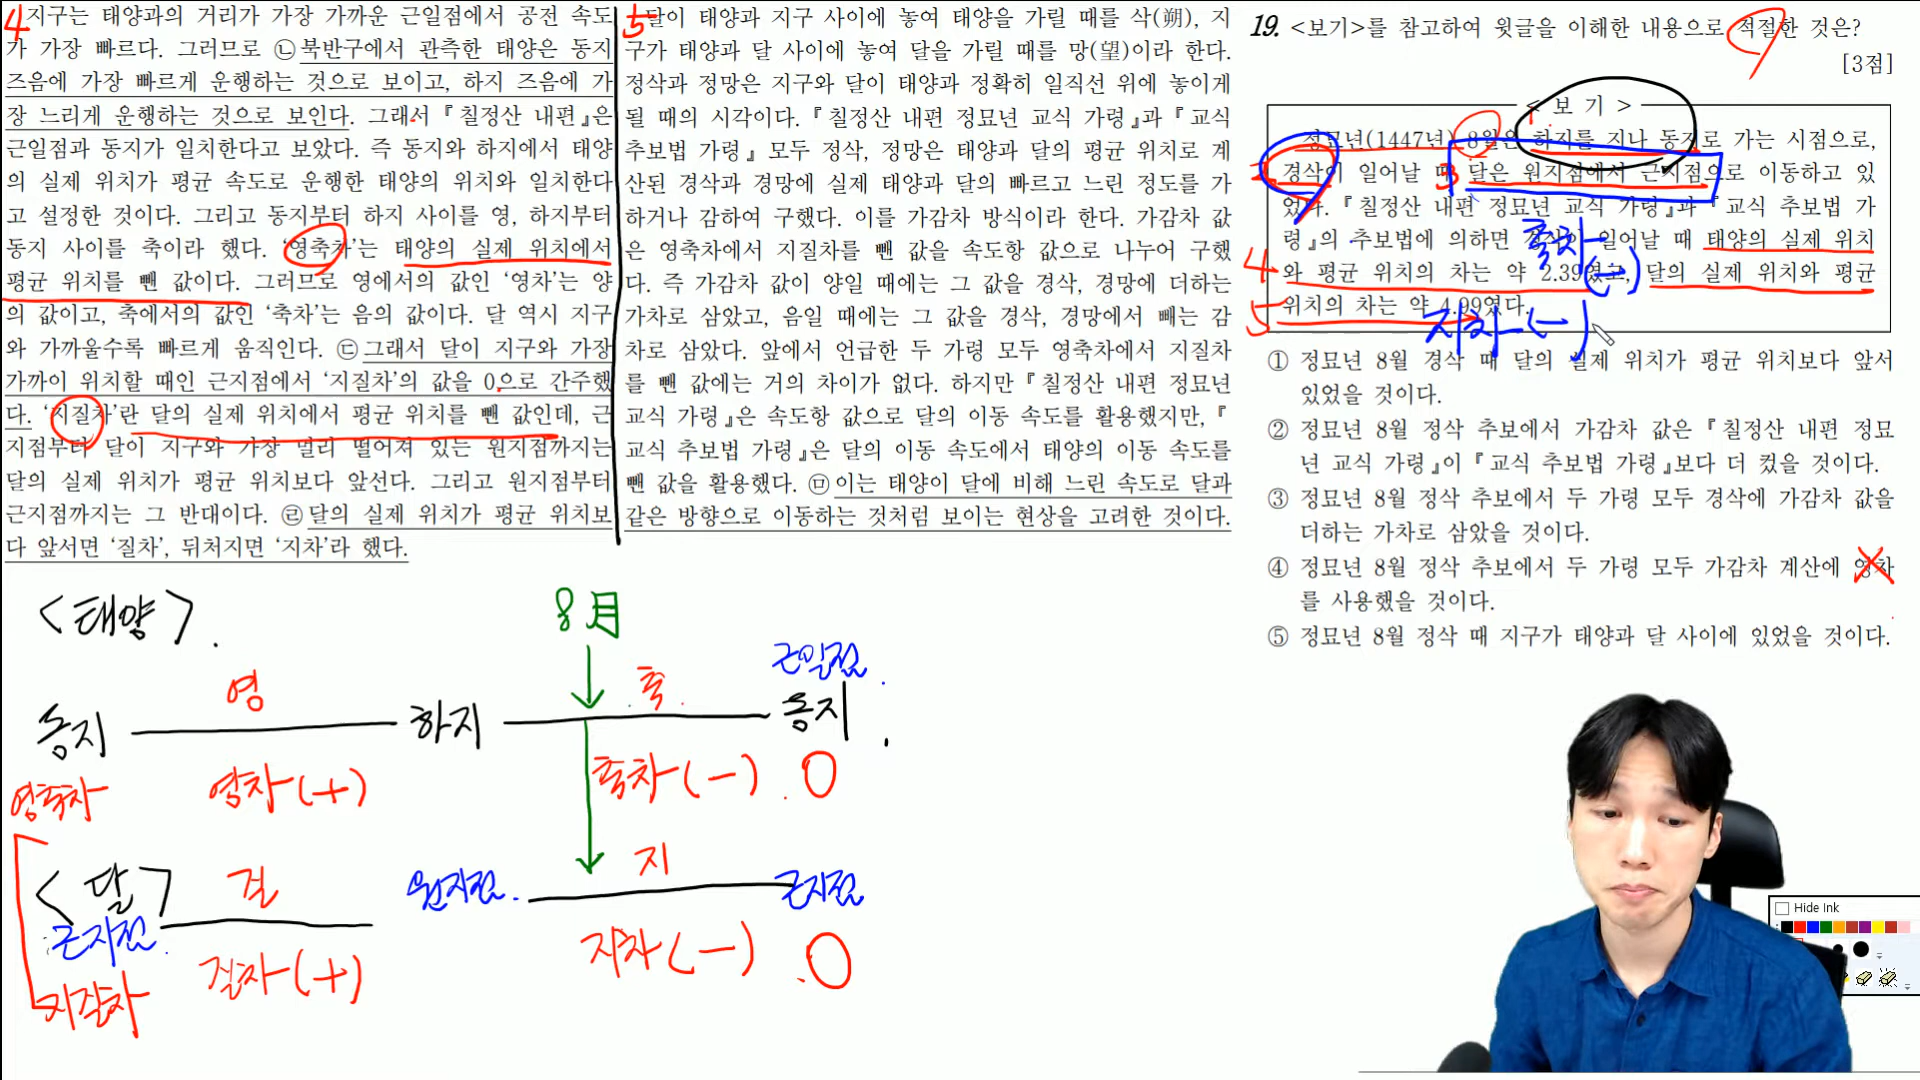 4 지구는 태양과의 거리가 가장 가까운 근일점에서 공전 속도
가 가장 빠르다. 그러므로 ㉡북반구에서 관측한 태양은 동지
즈음에 가장 빠르게 운행하는 것으로 보이고, 하지 즈음에 가
장 느리게 운행하는 것으로 보인다. 그래서 『칠정산 내편』은
근일점과 동지가 일치한다고 보았다. 즉 동지와 하지에서 태양
의 실제 위치가 평균 속도로 운행한 태양의 위치와 일치한다
고 설정한 것이다. 그리고 동지부터 하지 사이를 영, 하지부터
동지 사이를 축이라 했다. ‘영축차’는 태양의 실제 위치에서
평균 위치를 뺀 값이다. 그러므로 영에서의 값인 ‘영차’는 양
의 값이고, 축에서의 값인 ‘축차’는 음의 값이다. 달 역시 지구
와 가까울수록 빠르게 움직인다. ㉢그래서 달이 지구와 가장
가까이 위치할 때인 근지점에서 ‘지질차’의 값을 0으로 간주했
다. ‘지질차’란 달의 실제 위치에서 평균 위치를 뺀 값인데, 근
지점부터 달이 지구와 가장 멀리 떨어져 있는 원지점까지는
달의 실제 위치가 평균 위치보다 앞선다. 그리고 원지점부터
근지점까지는 그 반대이다. ㉣달의 실제 위치가 평균 위치보
다 앞서면 ‘질차’, 뒤처지면 ‘지차’라 했다.
5 달이 태양과 지구 사이에 놓여 태양을 가릴 때를 삭(朔), 지
구가 태양과 달 사이에 놓여 달을 가릴 때를 망(望)이라 한다.
정삭과 정망은 지구와 달이 태양과 정확히 일직선 위에 놓이게
될 때의 시각이다. 『칠정산 내편 정묘년 교식 가령』과 『교식
추보법 가령』 모두 정삭, 정망은 태양과 달의 평균 위치로 계
산된 경삭과 경망에 실제 태양과 달의 빠르고 느린 정도를 가
하거나 감하여 구했다. 이를 가감차 방식이라 한다. 가감차 값
은 영축차에서 지질차를 뺀 값을 속도항 값으로 나누어 구했
다. 즉 가감차 값이 양일 때에는 그 값을 경삭, 경망에 더하는
가차로 삼았고, 음일 때에는 그 값을 경삭, 경망에서 빼는 감
차로 삼았다. 앞에서 언급한 두 가령 모두 영축차에서 지질차
를 뺀 값에는 거의 차이가 없다. 하지만 『칠정산 내편 정묘년
교식 가령』은 속도항 값으로 달의 이동 속도를 활용했지만, 『
교식 추보법 가령』은 달의 이동 속도에서 태양의 이동 속도를
뺀 값을 활용했다. ㉤이는 태양이 달에 비해 느린 속도로 달과
같은 방향으로 이동하는 것처럼 보이는 현상을 고려한 것이다.
19. <보기>를 참고하여 윗글을 이해한 내용으로 적절한 것은?
[3점]
< 보 기 >
정묘년(1447년) 8월은 하지를 지나 동지로 가는 시점으로,
경삭이 일어날 때 달은 원지점에서 근지점으로 이동하고 있
었다. 『칠정산 내편 정묘년 교식 가령』과 『교식 추보법 가
령』의 추보법에 의하면 경삭이 일어날 때 태양의 실제 위치
와 평균 위치의 차는 약 2.39였고, 달의 실제 위치와 평균
위치의 차는 약 4.99였다.
3
4
5
축차
(-)
지차(-)
① 정묘년 8월 경삭 때 달의 실제 위치가 평균 위치보다 앞서
있었을 것이다.
② 정묘년 8월 정삭 추보에서 가감차 값은 『칠정산 내편 정묘
년 교식 가령』이 『교식 추보법 가령』보다 더 컸을 것이다.
③ 정묘년 8월 정삭 추보에서 두 가령 모두 경삭에 가감차 값을
더하는 가차로 삼았을 것이다.
④ 정묘년 8월 정삭 추보에서 두 가령 모두 가감차 계산에 영차
를 사용했을 것이다.
⑤ 정묘년 8월 정삭 때 지구가 태양과 달 사이에 있었을 것이다.
<태양>
8月
영
축
근일점
동지
하지
동지
영축차
영차(+)
축차(-)
0
<달>
질
지
근지점
원지점
근지점
지질차
질차(+)
지차(-)
0
Hide Ink